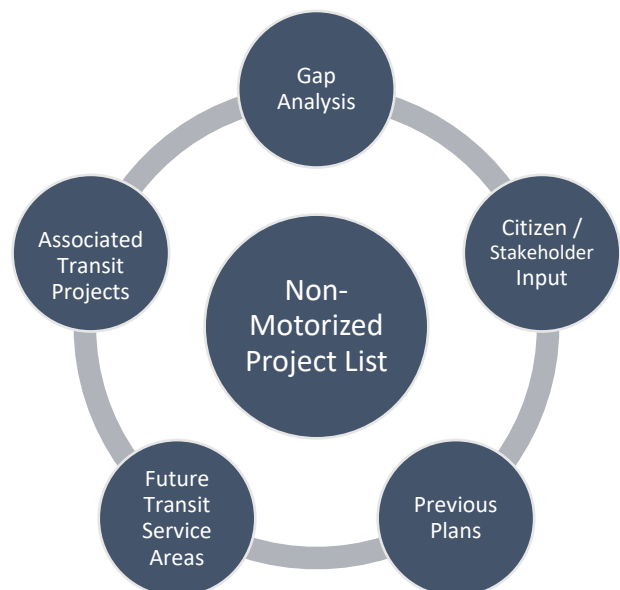 Gap
Analysis
Citizen /
Stakeholder
Input
Associated
Transit
Projects
Non-
Motorized
Project List
Future
Transit
Service
Areas
Previous
Plans